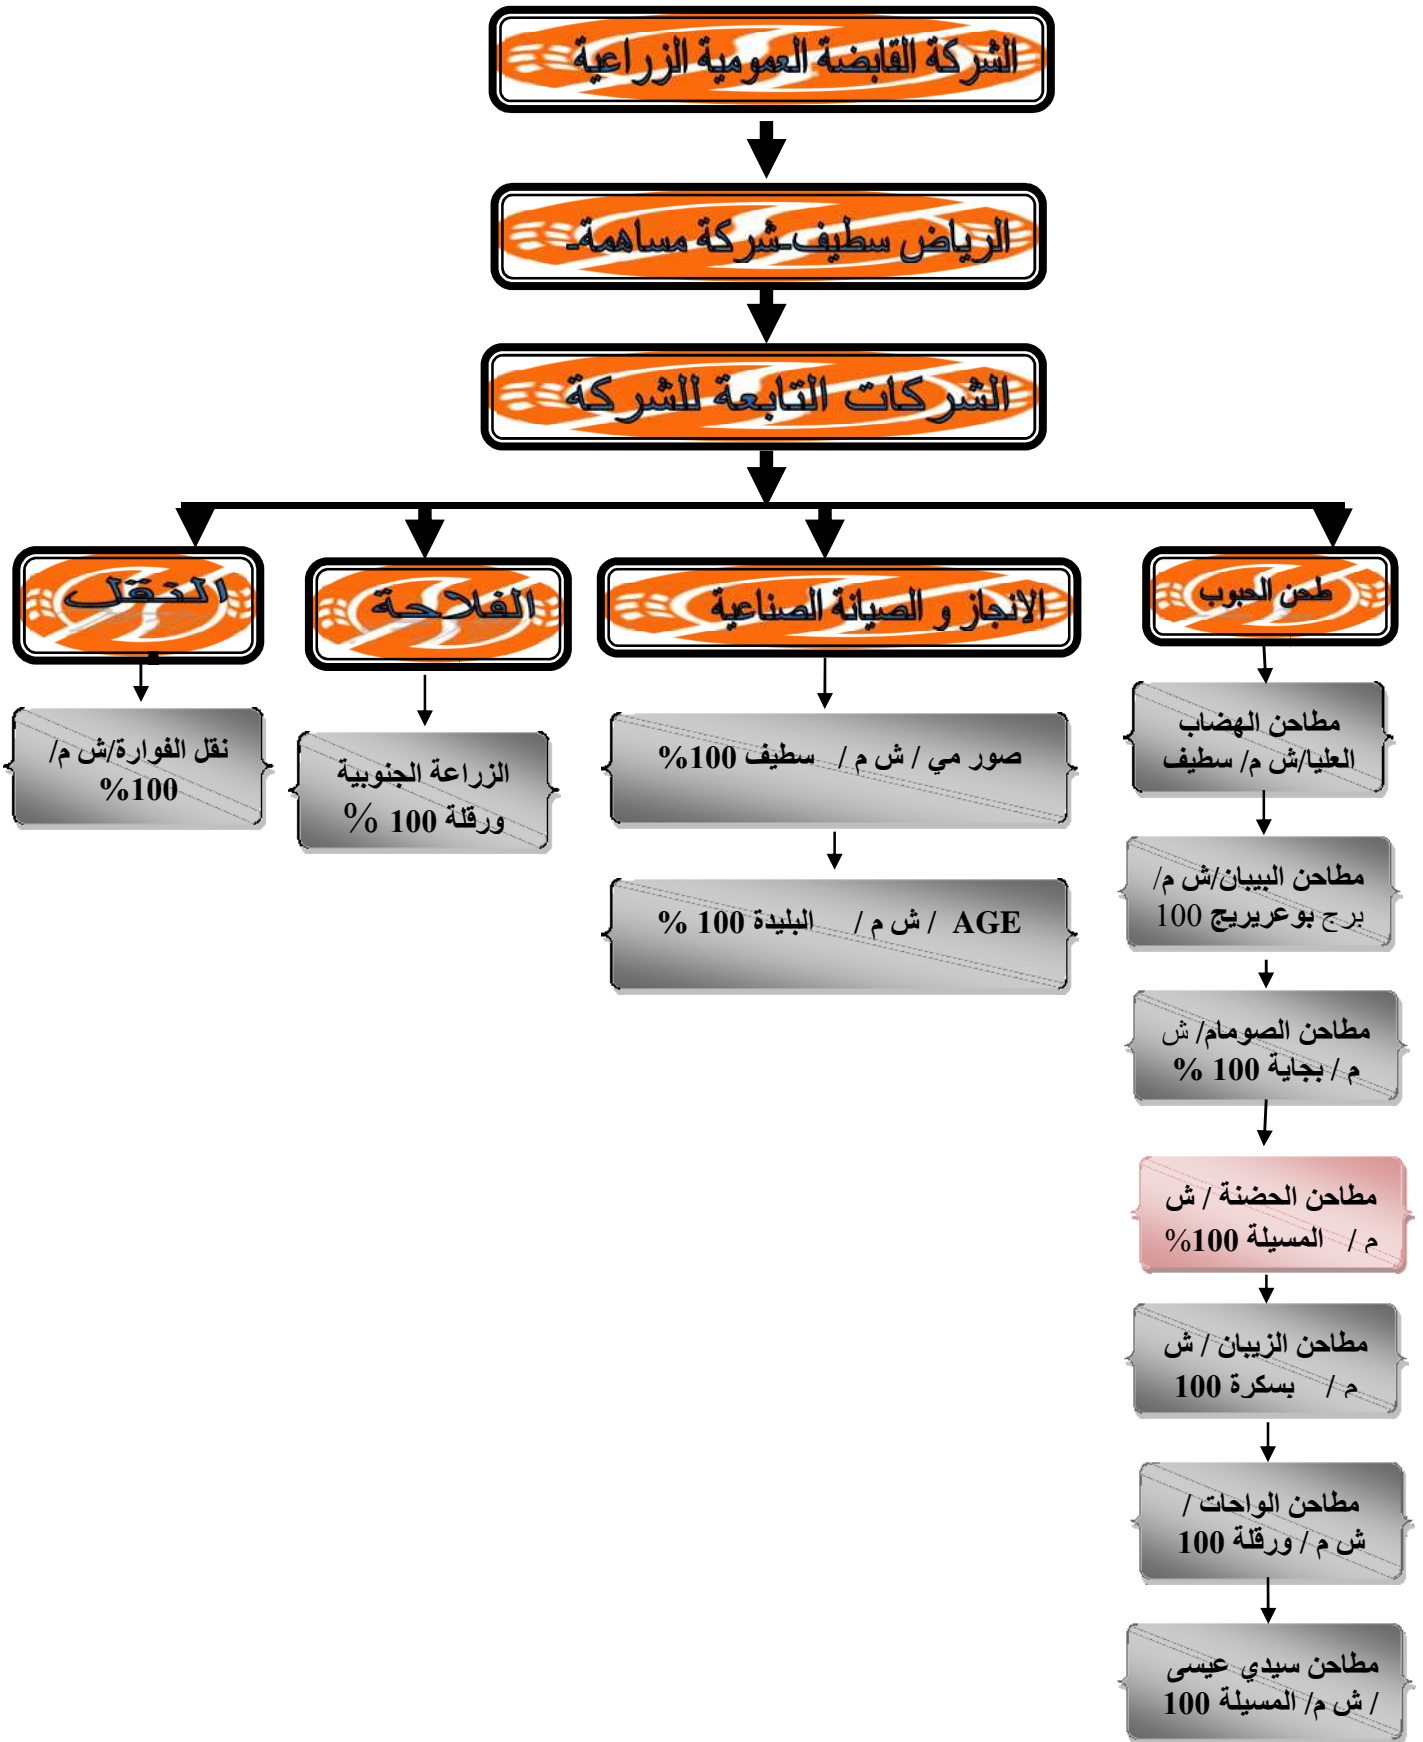 الشركة القابضة العمومية الزراعية
الرياض سطيف-شركة مساهمة-
الشركات التابعة للشركة
طحن الحبوب
الانجاز و الصيانة الصناعية
الفلاحة
النقل
مطاحن الهضاب
العليا/ش م/ سطيف
مطاحن البيبان/ش م/
برج بوعريريج 100
مطاحن الصومام/ ش
م / بجاية 100 %
مطاحن الحضنة / ش
م / المسيلة 100%
مطاحن الزيبان / ش
م / بسكرة 100
مطاحن الواحات /
ش م / ورقلة 100
مطاحن سيدي عيسى
/ ش م/ المسيلة 100
صور مي / ش م / سطيف 100%
AGE / ش م / البليدة 100 %
الزراعة الجنوبية
ورقلة 100 %
نقل الفوارة/ش م/
100%